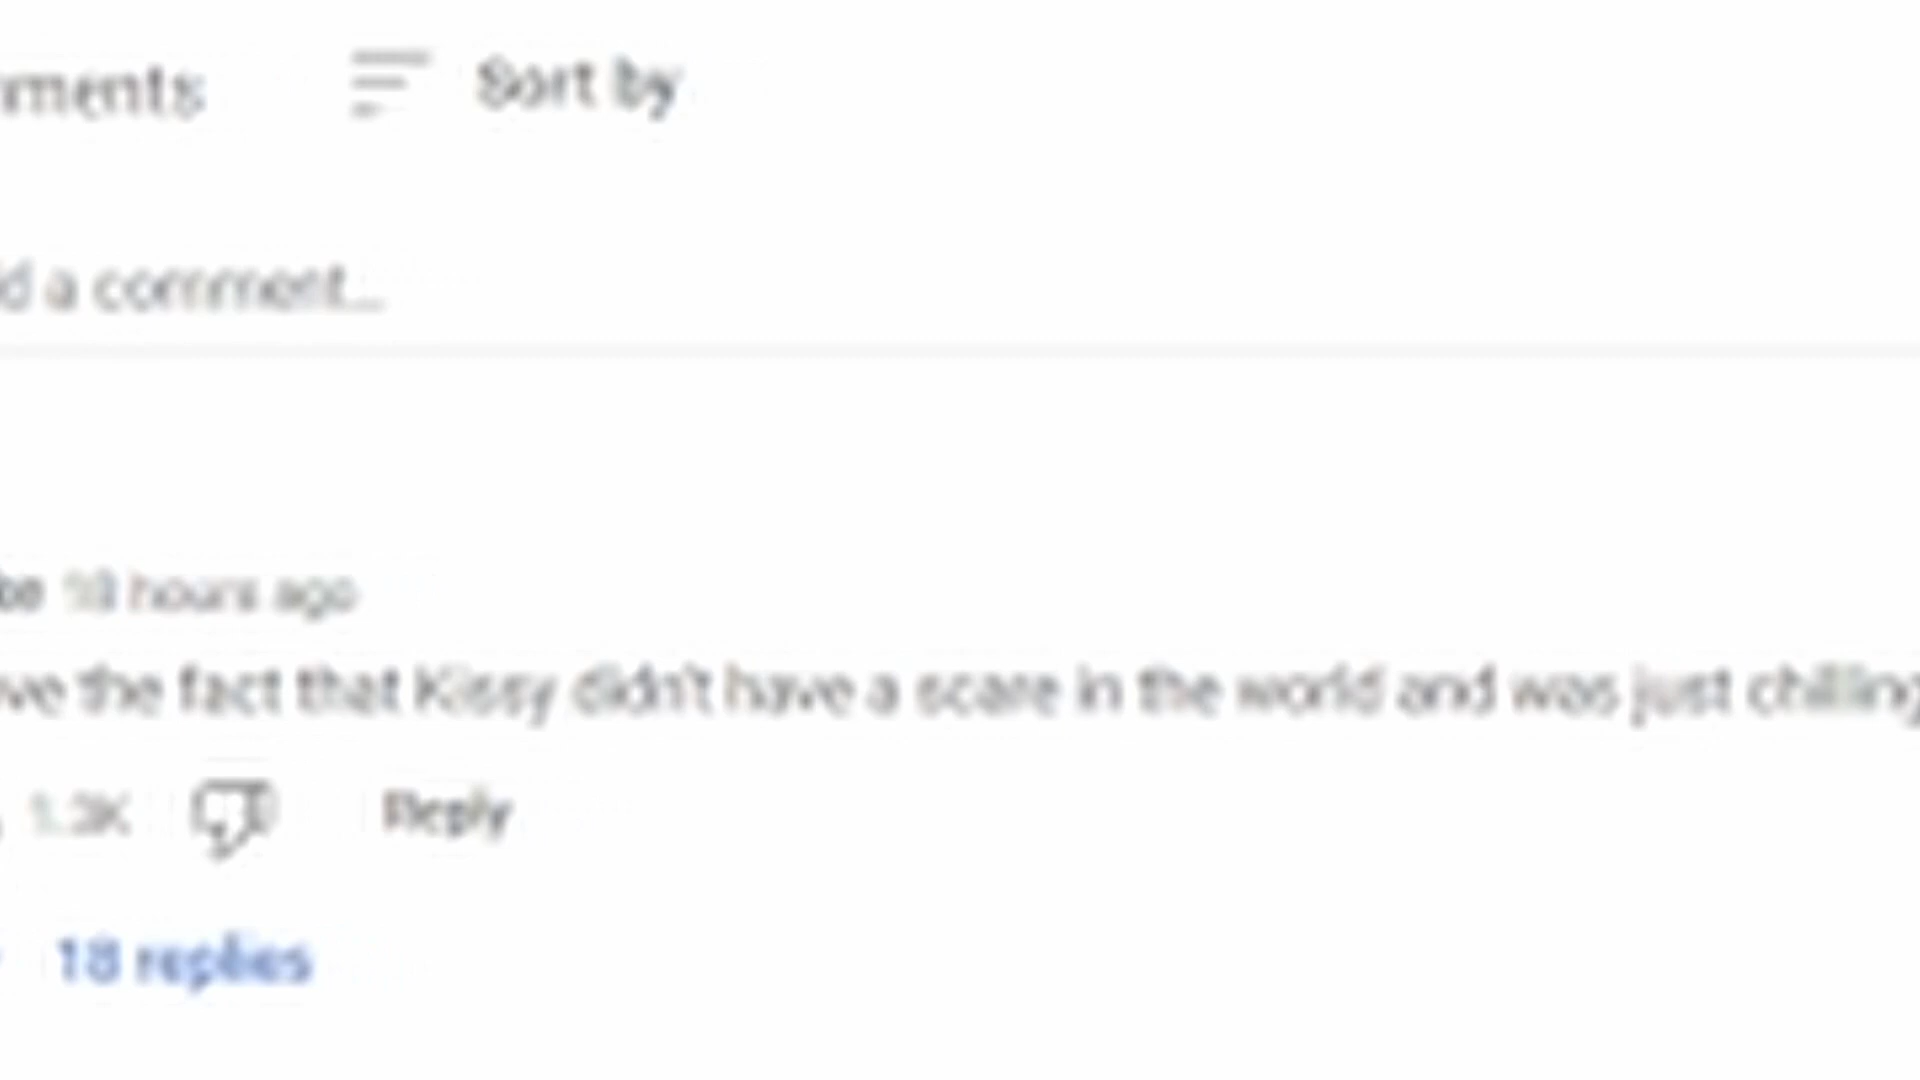 mments
Sort by
d a comment...
hours ago
ve the fact that Kissy didn't have a scare in the world and was just chilling
Reply
18 replies